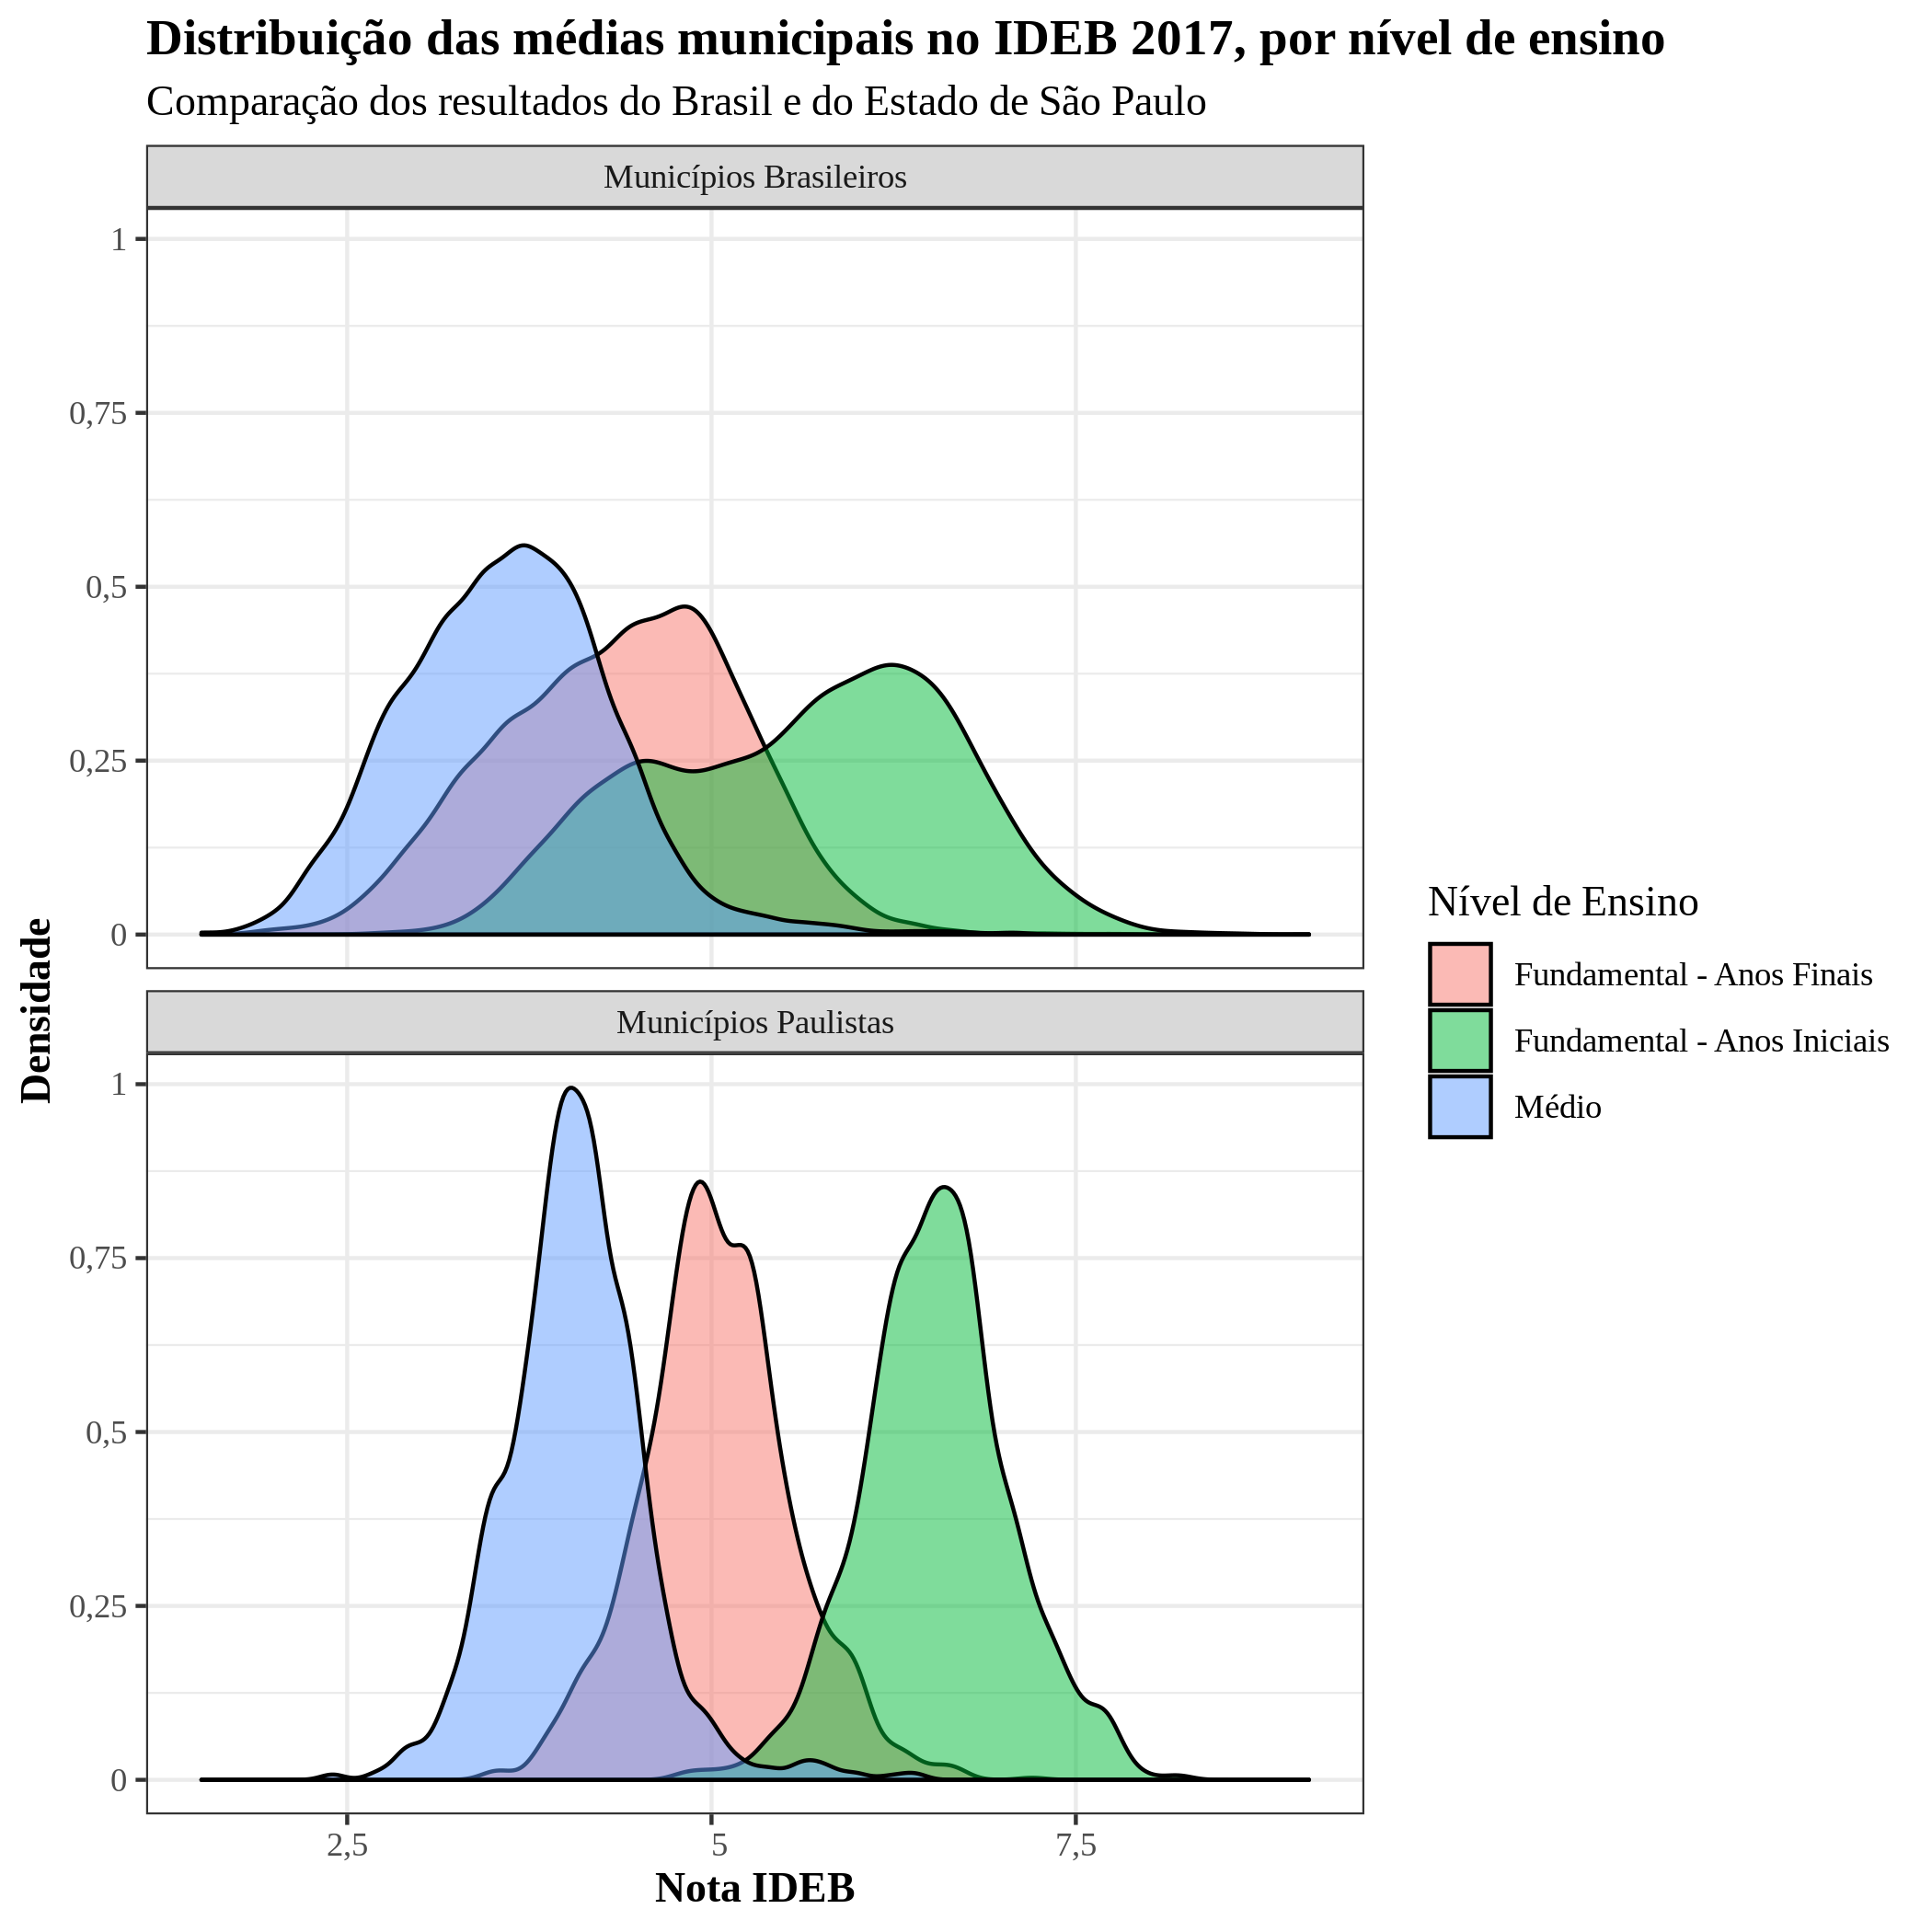 Distribuição das médias municipais no IDEB 2017, por nível de ensino
Comparação dos resultados do Brasil e do Estado de São Paulo
Municípios Brasileiros
1
0,75
0,5
0,25
0
Municípios Paulistas
1
0,75
0,5
0,25
0
2,5 5 7,5
Nota IDEB
Densidade
Nível de Ensino
Fundamental - Anos Finais
Fundamental - Anos Iniciais
Médio